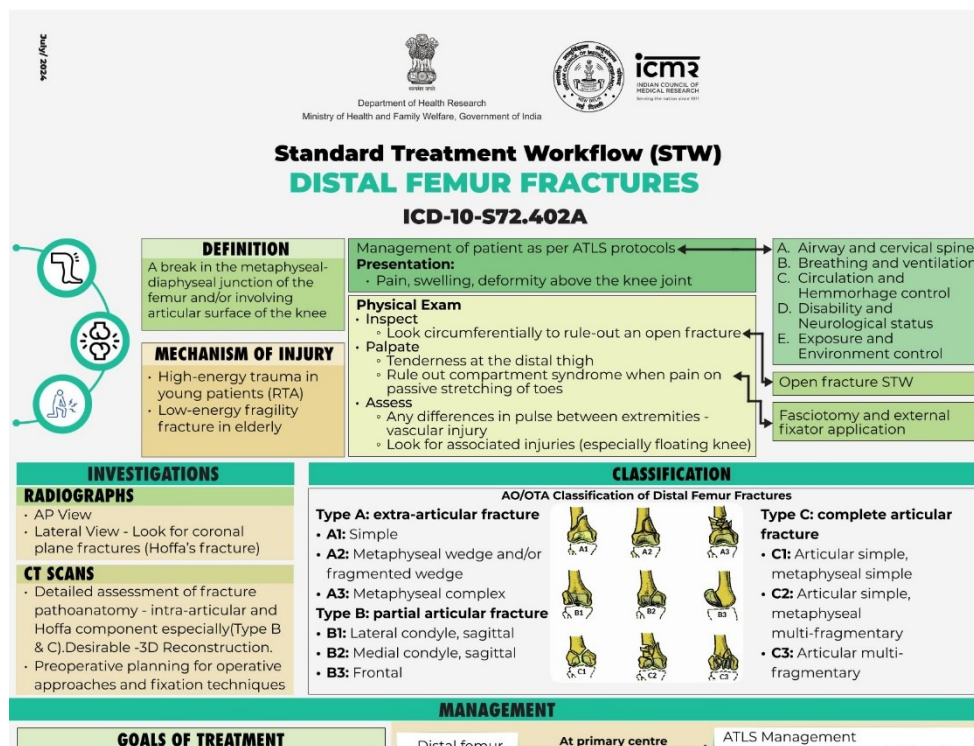 July/ 2024
Department of Health Research
Ministry of Health and Family Welfare, Government of India
icmr
INDIAN COUNCIL OF
MEDICAL RESEARCH
Serving the nation since 1911
Standard Treatment Workflow (STW)
DISTAL FEMUR FRACTURES
ICD-10-S72.402A
DEFINITION
A break in the metaphyseal-
diaphyseal junction of the
femur and/or involving
articular surface of the knee
MECHANISM OF INJURY
• High-energy trauma in
young patients (RTA)
• Low-energy fragility
fracture in elderly
Management of patient as per ATLS protocols
Presentation:
• Pain, swelling, deformity above the knee joint
Physical Exam
• Inspect
◦ Look circumferentially to rule-out an open fracture
• Palpate
◦ Tenderness at the distal thigh
◦ Rule out compartment syndrome when pain on
passive stretching of toes
• Assess
◦ Any differences in pulse between extremities -
vascular injury
◦ Look for associated injuries (especially floating knee)
A. Airway and cervical spine
B. Breathing and ventilation
C. Circulation and
Hemmorhage control
D. Disability and
Neurological status
E. Exposure and
Environment control
Open fracture STW
Fasciotomy and external
fixator application
INVESTIGATIONS
RADIOGRAPHS
• AP View
• Lateral View - Look for coronal
plane fractures (Hoffa's fracture)
CT SCANS
• Detailed assessment of fracture
pathoanatomy - intra-articular and
Hoffa component especially(Type B
& C).Desirable -3D Reconstruction.
• Preoperative planning for operative
approaches and fixation techniques
CLASSIFICATION
AO/OTA Classification of Distal Femur Fractures
Type A: extra-articular fracture
• A1: Simple
• A2: Metaphyseal wedge and/or
fragmented wedge
• A3: Metaphyseal complex
Type B: partial articular fracture
• B1: Lateral condyle, sagittal
• B2: Medial condyle, sagittal
• B3: Frontal
A1 A2 A3
B1 B2 B3
C1 C2 C3
Type C: complete articular
fracture
• C1: Articular simple,
metaphyseal simple
• C2: Articular simple,
metaphyseal
multi-fragmentary
• C3: Articular multi-
fragmentary
MANAGEMENT
GOALS OF TREATMENT
Distal femur
At primary centre
ATLS Management